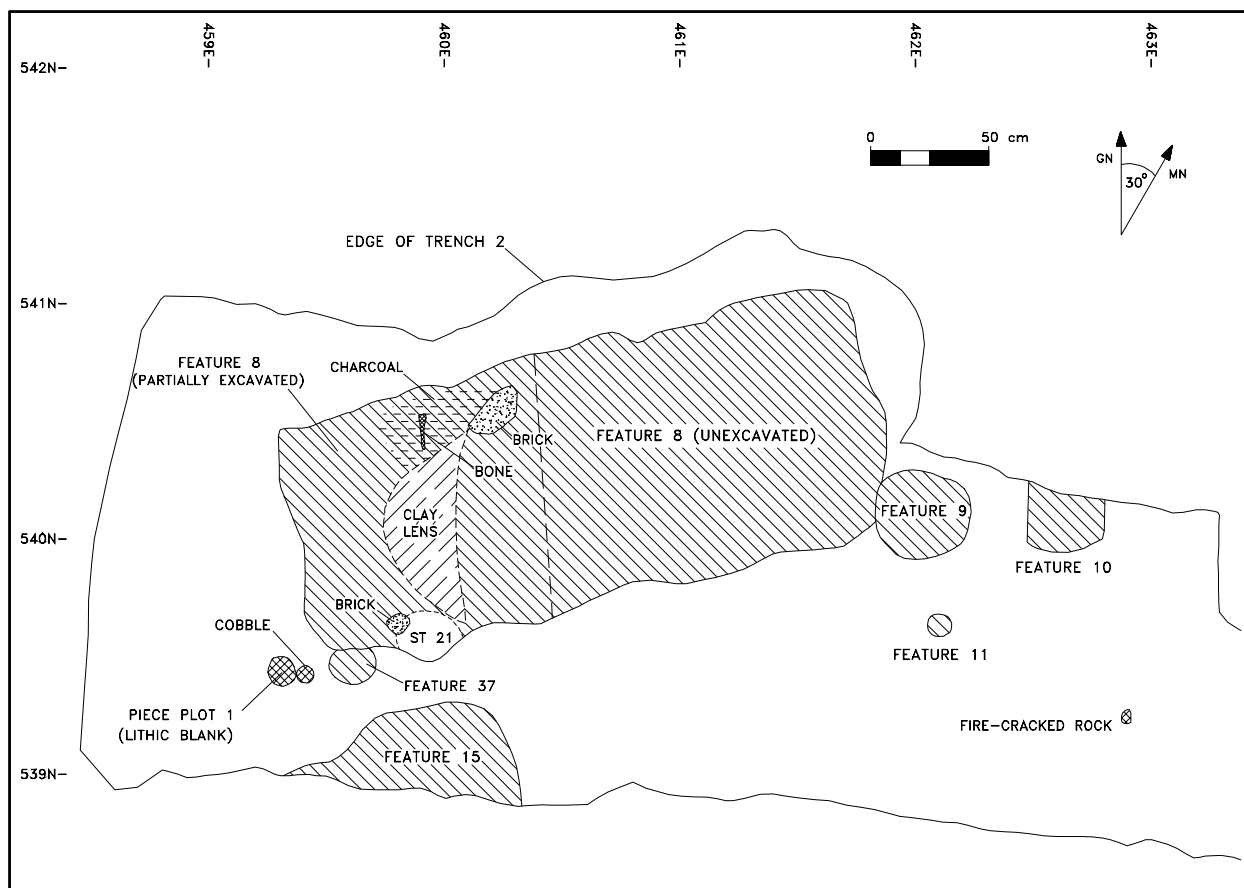 459E-
460E-
461E-
462E-
463E-
542N-
0 50 cm
GN
MN
30°
EDGE OF TRENCH 2
541N-
FEATURE 8
(PARTIALLY EXCAVATED)
CHARCOAL
BRICK
FEATURE 8 (UNEXCAVATED)
BONE
CLAY
LENS
FEATURE 9
540N-
FEATURE 10
BRICK
COBBLE
ST 21
FEATURE 11
FEATURE 37
PIECE PLOT 1
(LITHIC BLANK)
FIRE-CRACKED ROCK
FEATURE 15
539N-